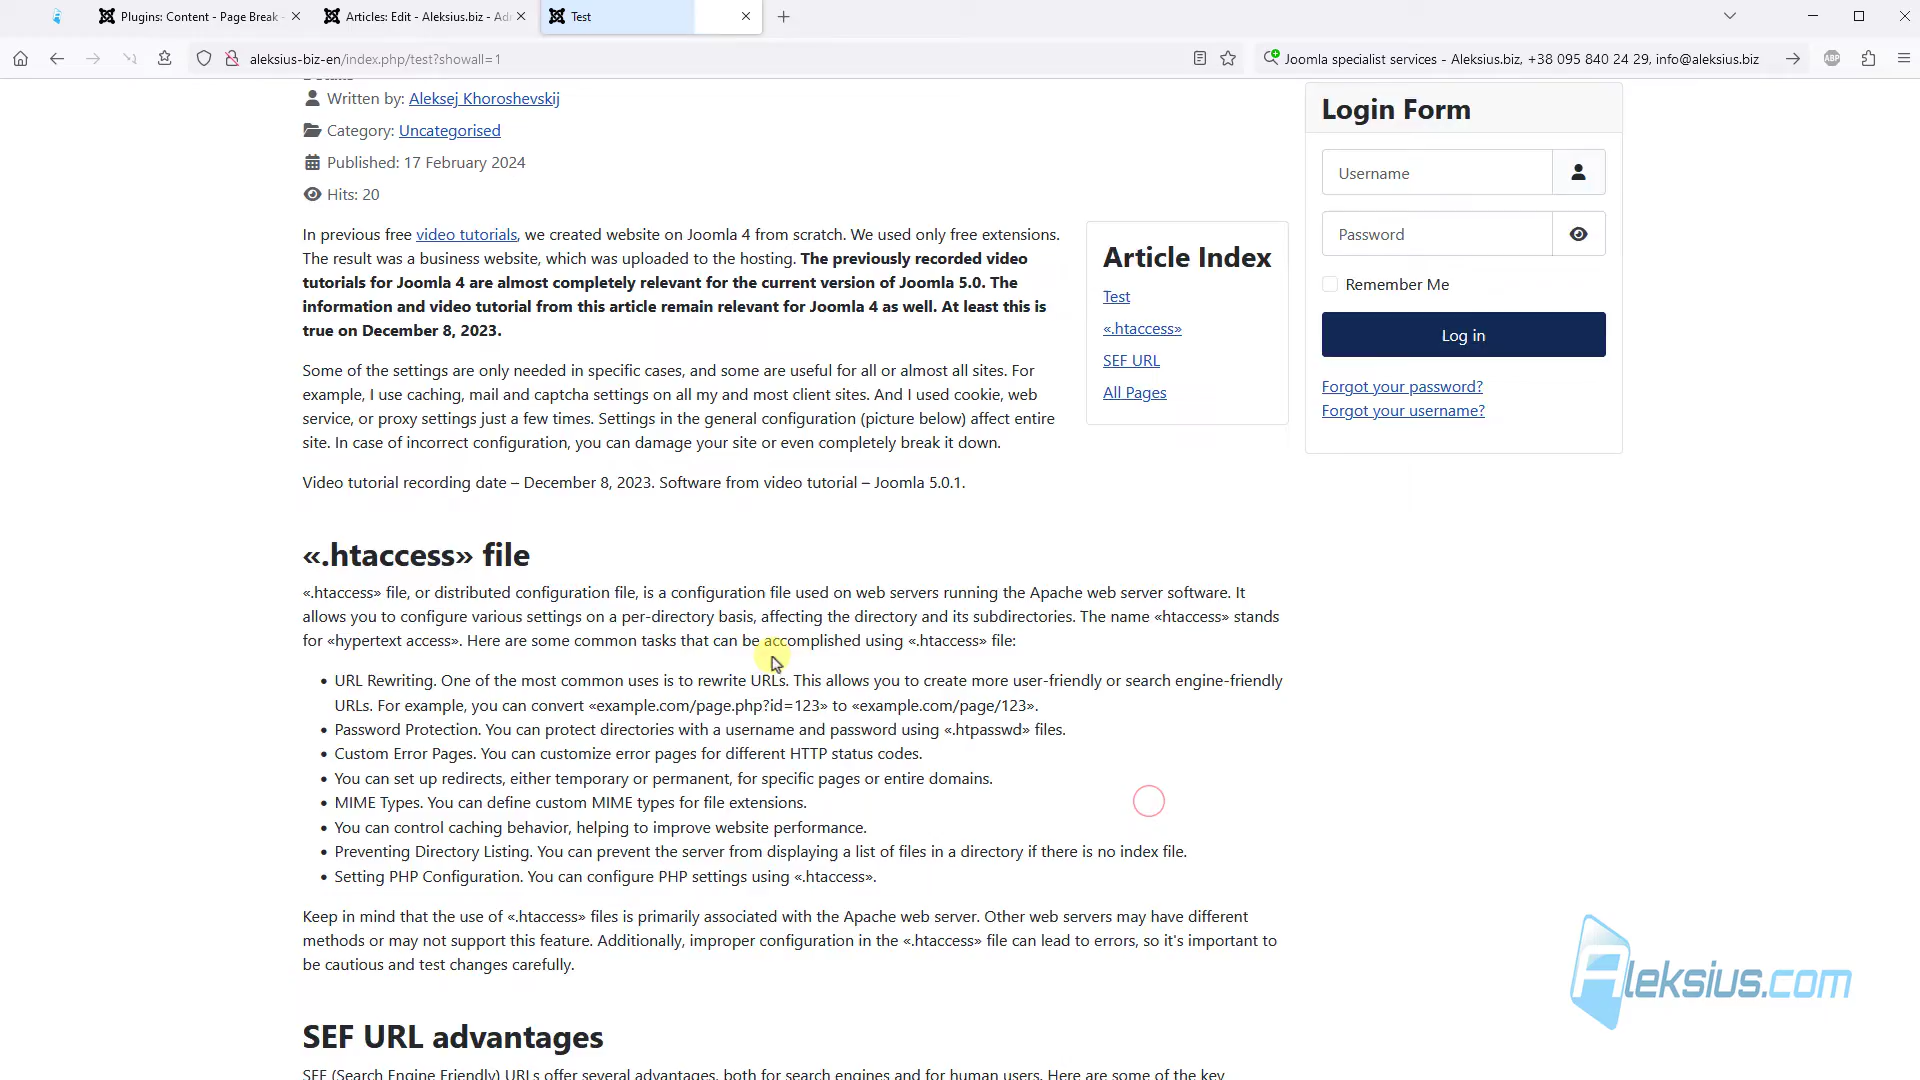 Plugins: Content - Page Break -
Articles: Edit - Aleksius.biz - Ad
Test
aleksius-biz-en/index.php/test?showall=1
Joomla specialist services - Aleksius.biz, +38 095 840 24 29, info@aleksius.biz
ABP
Written by: Aleksej Khoroshevskij
Category: Uncategorised
Published: 17 February 2024
Hits: 20
In previous free video tutorials, we created website on Joomla 4 from scratch. We used only free extensions.
The result was a business website, which was uploaded to the hosting. The previously recorded video
tutorials for Joomla 4 are almost completely relevant for the current version of Joomla 5.0. The
information and video tutorial from this article remain relevant for Joomla 4 as well. At least this is
true on December 8, 2023.
Some of the settings are only needed in specific cases, and some are useful for all or almost all sites. For
example, I use caching, mail and captcha settings on all my and most client sites. And I used cookie, web
service, or proxy settings just a few times. Settings in the general configuration (picture below) affect entire
site. In case of incorrect configuration, you can damage your site or even completely break it down.
Video tutorial recording date – December 8, 2023. Software from video tutorial – Joomla 5.0.1.
Article Index
Test
«.htaccess»
SEF URL
All Pages
Login Form
Username
Password
Remember Me
Log in
Forgot your password?
Forgot your username?
«.htaccess» file
«.htaccess» file, or distributed configuration file, is a configuration file used on web servers running the Apache web server software. It
allows you to configure various settings on a per-directory basis, affecting the directory and its subdirectories. The name «htaccess» stands
for «hypertext access». Here are some common tasks that can be accomplished using «.htaccess» file:
• URL Rewriting. One of the most common uses is to rewrite URLs. This allows you to create more user-friendly or search engine-friendly
URLs. For example, you can convert «example.com/page.php?id=123» to «example.com/page/123».
• Password Protection. You can protect directories with a username and password using «.htpasswd» files.
• Custom Error Pages. You can customize error pages for different HTTP status codes.
• You can set up redirects, either temporary or permanent, for specific pages or entire domains.
• MIME Types. You can define custom MIME types for file extensions.
• You can control caching behavior, helping to improve website performance.
• Preventing Directory Listing. You can prevent the server from displaying a list of files in a directory if there is no index file.
• Setting PHP Configuration. You can configure PHP settings using «.htaccess».
Keep in mind that the use of «.htaccess» files is primarily associated with the Apache web server. Other web servers may have different
methods or may not support this feature. Additionally, improper configuration in the «.htaccess» file can lead to errors, so it's important to
be cautious and test changes carefully.
SEF URL advantages
SEF (Search Engine Friendly) URLs offer several advantages, both for search engines and for human users. Here are some of the key
Aleksius.com